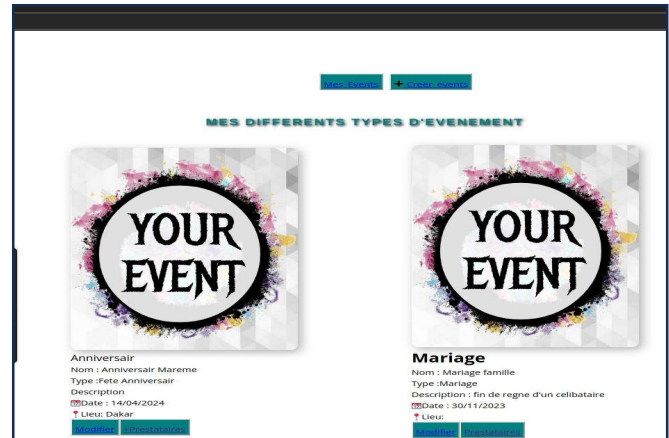 Mes Events + Creer events
MES DIFFERENTS TYPES D'EVENEMENT
YOUR
EVENT
Anniversair
Nom : Anniversair Mareme
Type :Fete Anniversair
Description
Date : 14/04/2024
Lieu: Dakar
Modifier +Prestataires
YOUR
EVENT
Mariage
Nom : Mariage famille
Type :Mariage
Description : fin de regne d'un celibataire
Date : 30/11/2023
Lieu:
Modifier Prestataires